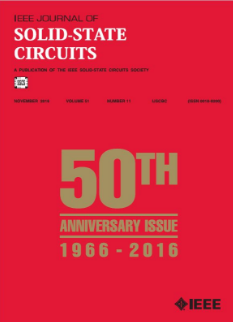 IEEE JOURNAL OF
SOLID-STATE
CIRCUITS
A PUBLICATION OF THE IEEE SOLID-STATE CIRCUITS SOCIETY
NOVEMBER 2016 VOLUME 51 NUMBER 11
50TH
ANNIVERSARY ISSUE
1966 - 2016
IEEE